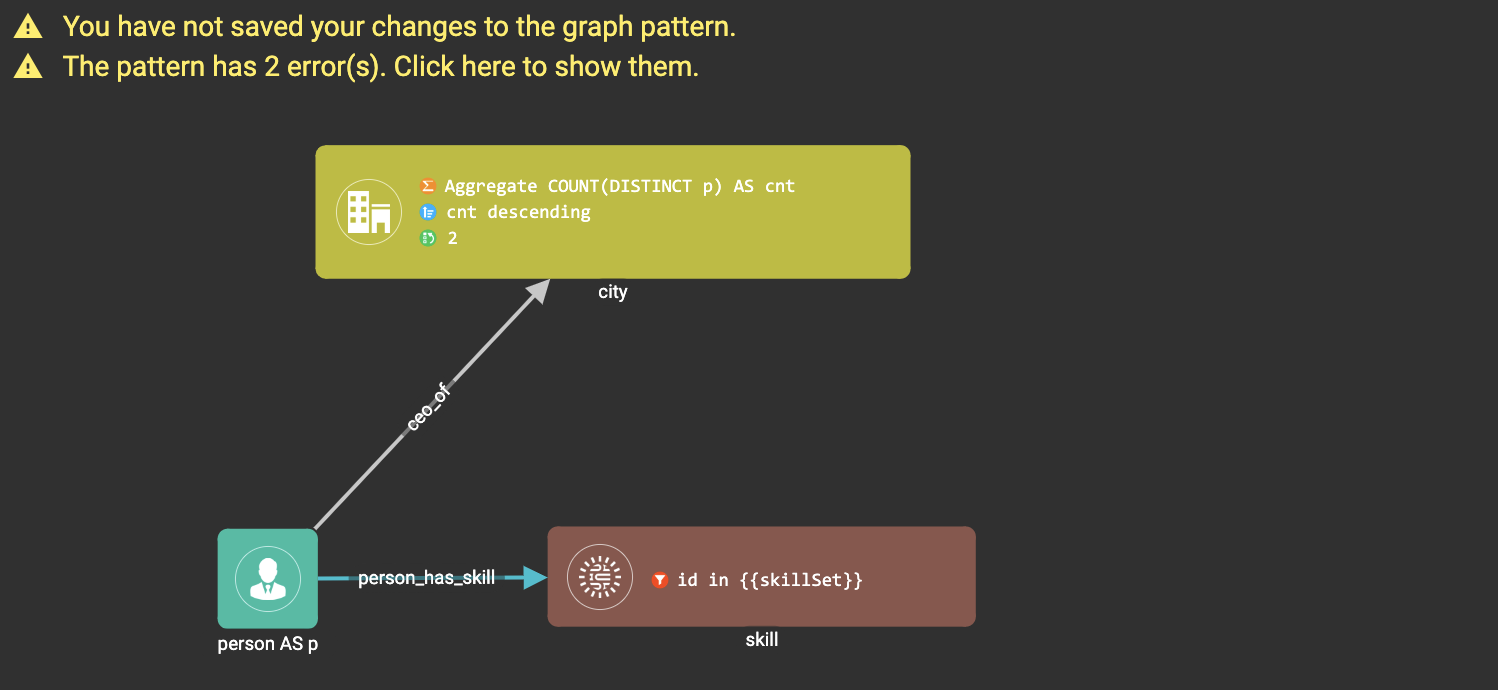 You have not saved your changes to the graph pattern.
The pattern has 2 error(s). Click here to show them.
Aggregate COUNT(DISTINCT p) AS cnt
cnt descending
2
city
ceo_of
person_has_skill
id in {{skillSet}}
skill
person AS p